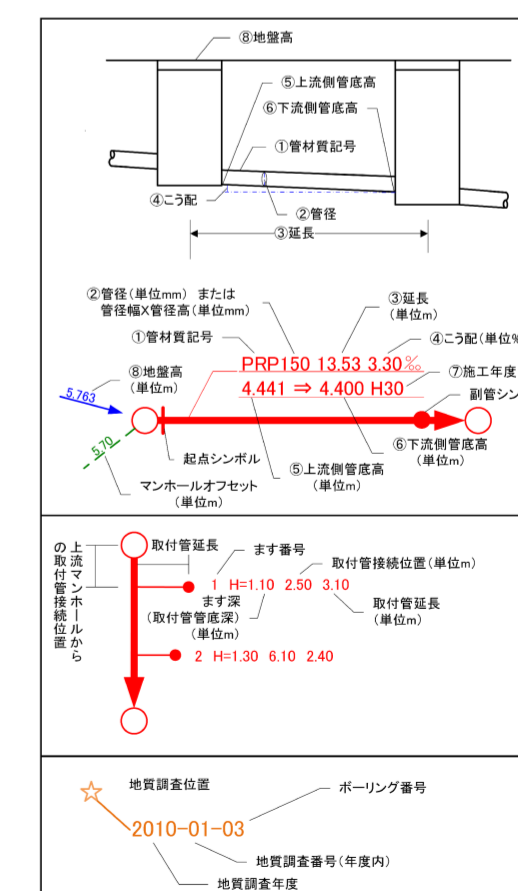 ⑧地盤高
⑤上流側管底高
⑥下流側管底高
①管材質記号
④こう配
②管径
③延長
②管径(単位mm) または
管径幅X管径高(単位mm)
③延長
(単位m)
①管材質記号
④こう配(単位%
PRP150 13.53 3.30‰
⑧地盤高
(単位m)
⑦施工年度
4.441 ⇒ 4.400 H30
5.763
副管シン
5.70
起点シンボル
⑥下流側管底高
(単位m)
⑤上流側管底高
(単位m)
マンホールオフセット
(単位m)
上流マンホールから
の取付管接続位置
取付管延長
ます番号
取付管接続位置(単位m)
1 H=1.10 2.50 3.10
ます深
(取付管管底深)
(単位m)
取付管延長
(単位m)
2 H=1.30 6.10 2.40
地質調査位置
ボーリング番号
2010-01-03
地質調査番号(年度内)
地質調査年度